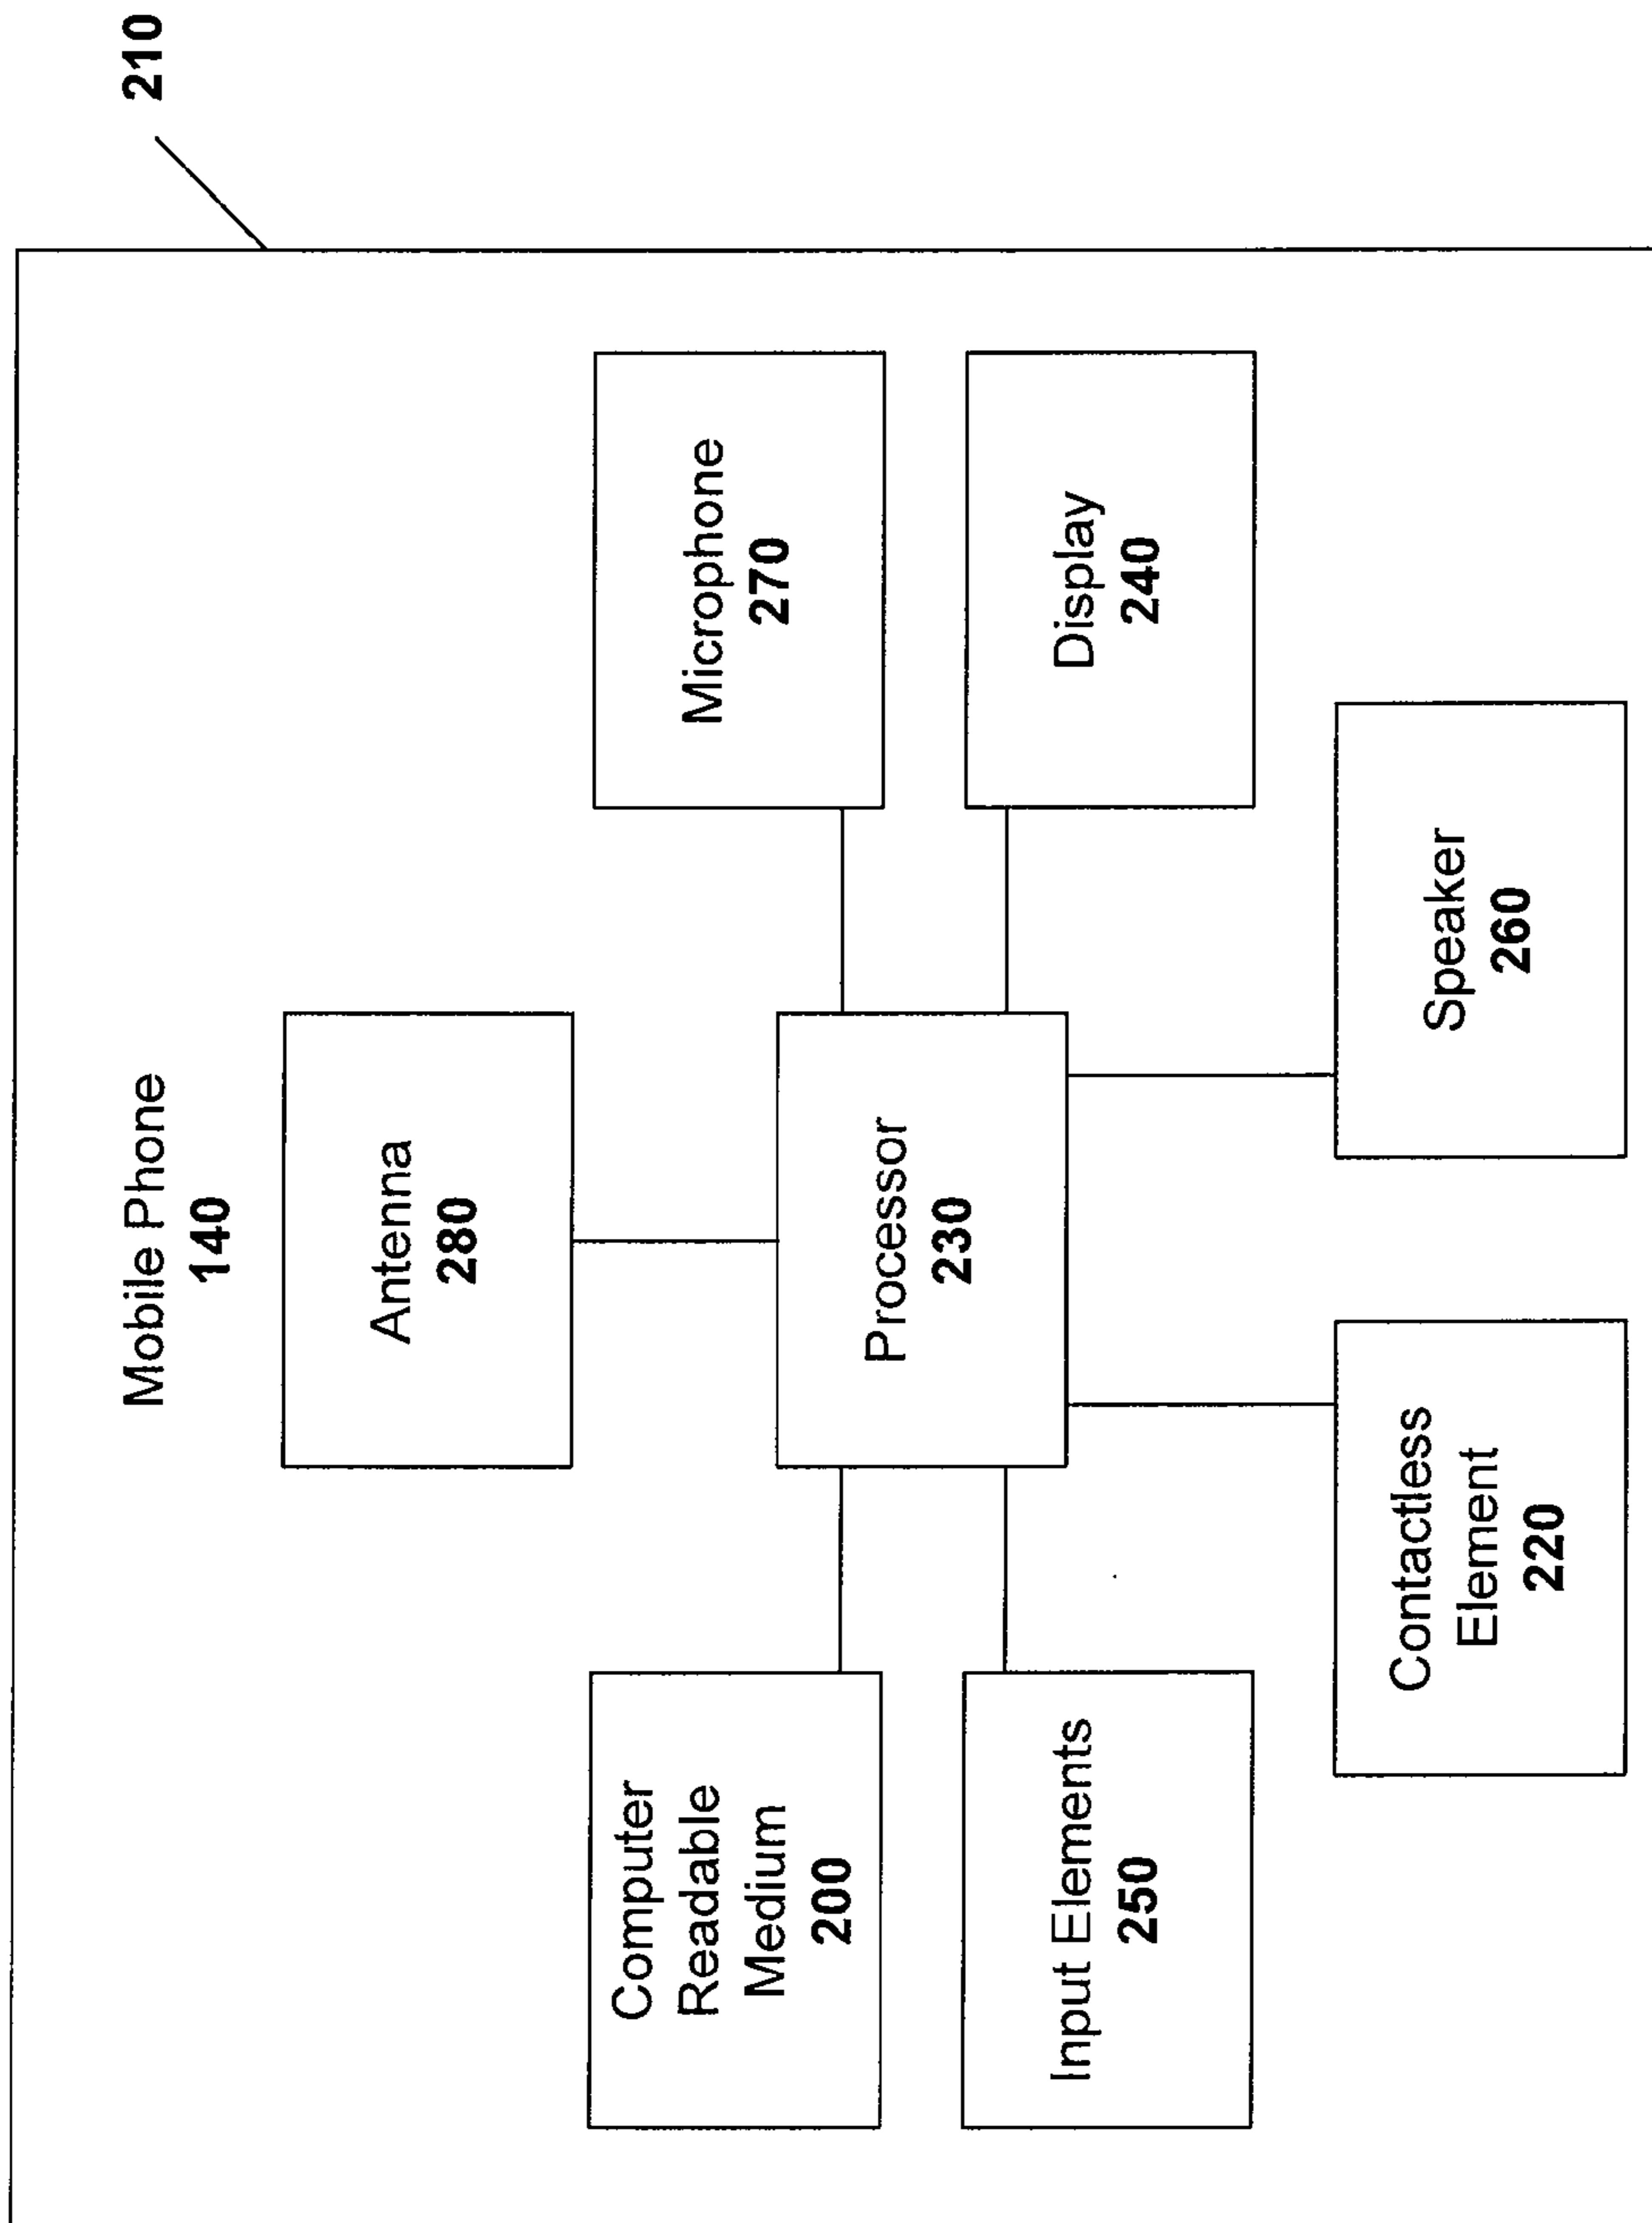 210
Mobile Phone
140
Antenna
280
Computer
Readable
Medium
200
Processor
230
Microphone
270
Input Elements
250
Display
240
Contactless
Element
220
Speaker
260